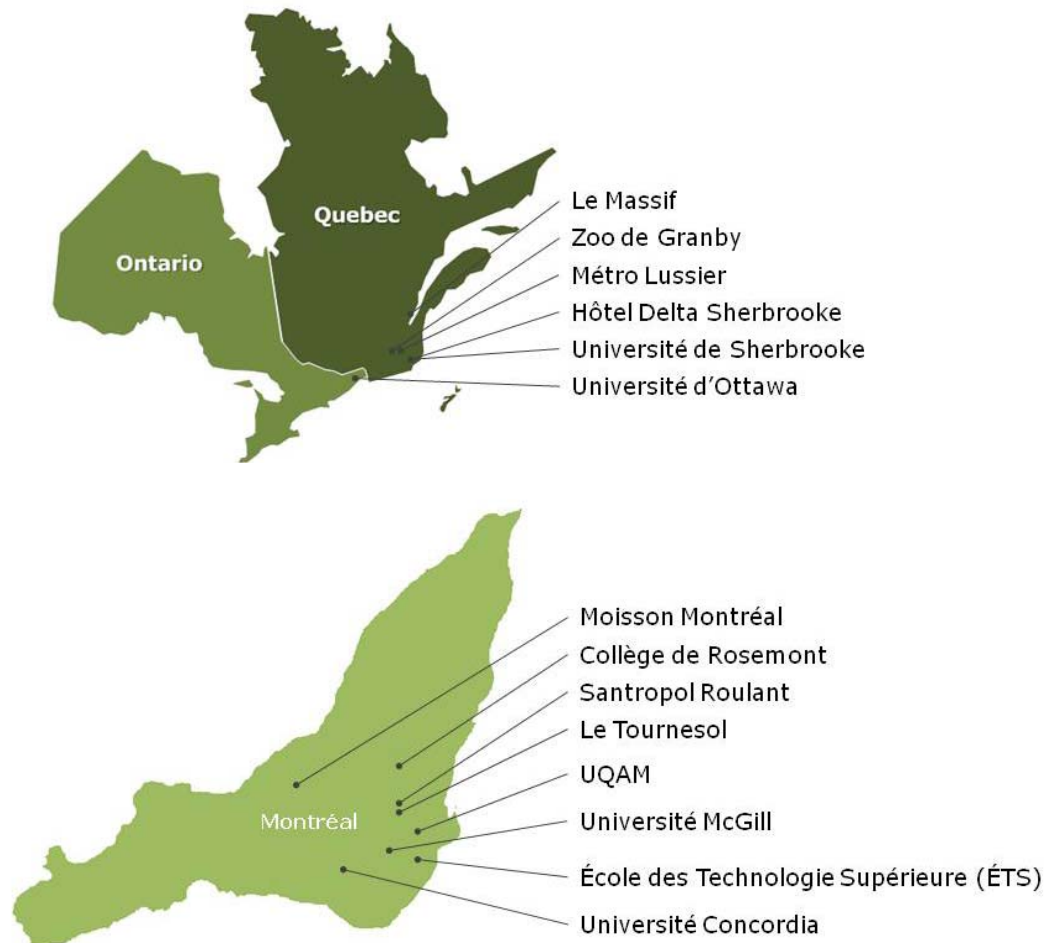 Quebec
Ontario
Le Massif
Zoo de Granby
Métro Lussier
Hôtel Delta Sherbrooke
Université de Sherbrooke
Université d'Ottawa
Montréal
Moisson Montréal
Collège de Rosemont
Santropol Roulant
Le Tournesol
UQAM
Université McGill
École des Technologie Supérieure (ÉTS)
Université Concordia